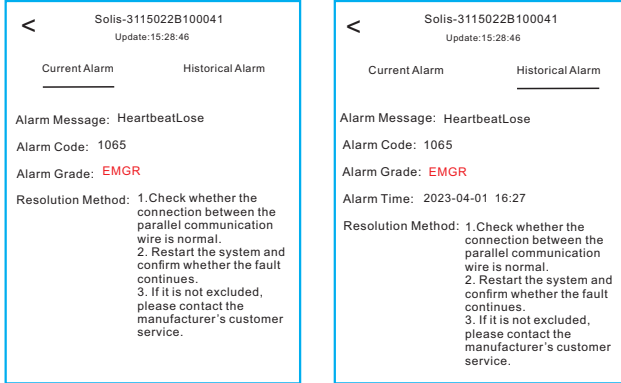 <
Solis-3115022B100041
Update:15:28:46
Current Alarm Historical Alarm
Alarm Message: HeartbeatLose
Alarm Code: 1065
Alarm Grade: EMGR
Resolution Method: 1.Check whether the
connection between the
parallel communication
wire is normal.
2. Restart the system and
confirm whether the fault
continues.
3. If it is not excluded,
please contact the
manufacturer's customer
service.
<
Solis-3115022B100041
Update:15:28:46
Current Alarm Historical Alarm
Alarm Message: HeartbeatLose
Alarm Code: 1065
Alarm Grade: EMGR
Alarm Time: 2023-04-01 16:27
Resolution Method: 1.Check whether the
connection between the
parallel communication
wire is normal.
2. Restart the system and
confirm whether the fault
continues.
3. If it is not excluded,
please contact the
manufacturer's customer
service.